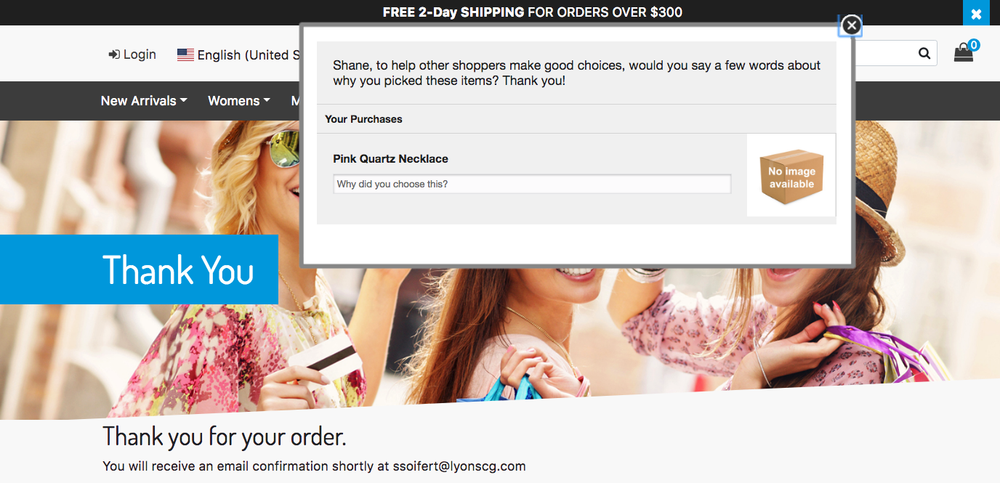 FREE 2-Day SHIPPING FOR ORDERS OVER $300
Login
English (United S
0
New Arrivals
Womens
M
Shane, to help other shoppers make good choices, would you say a few words about
why you picked these items? Thank you!
Your Purchases
Pink Quartz Necklace
Why did you choose this?
No image
available
Thank You
Thank you for your order.
You will receive an email confirmation shortly at ssoifert@lyonscg.com